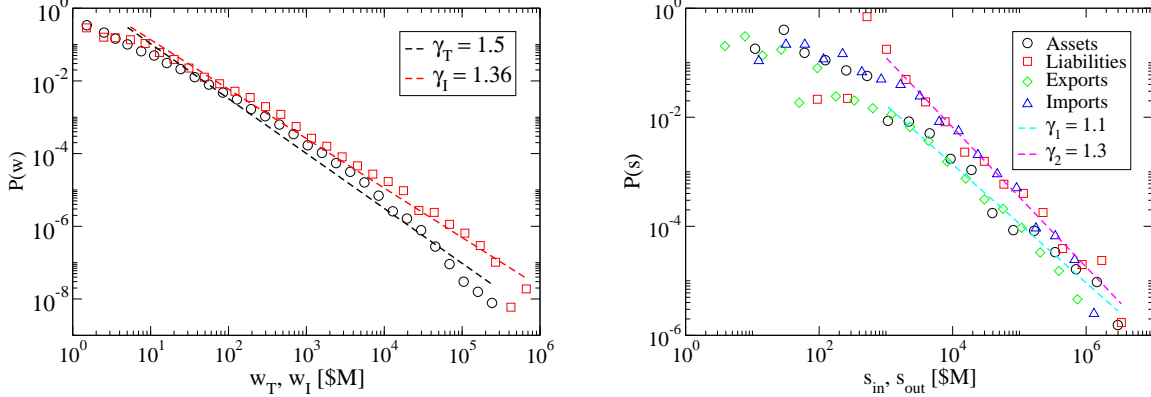 10^0
10^-2
10^-4
10^-6
10^-8
P(w)
10^0 10^1 10^2 10^3 10^4 10^5 10^6
w_T, w_I [$M]
γ_T = 1.5
γ_I = 1.36
10^0
10^-2
10^-4
10^-6
P(s)
10^0 10^2 10^4 10^6
s_in, s_out [$M]
Assets
Liabilities
Exports
Imports
γ_1 = 1.1
γ_2 = 1.3